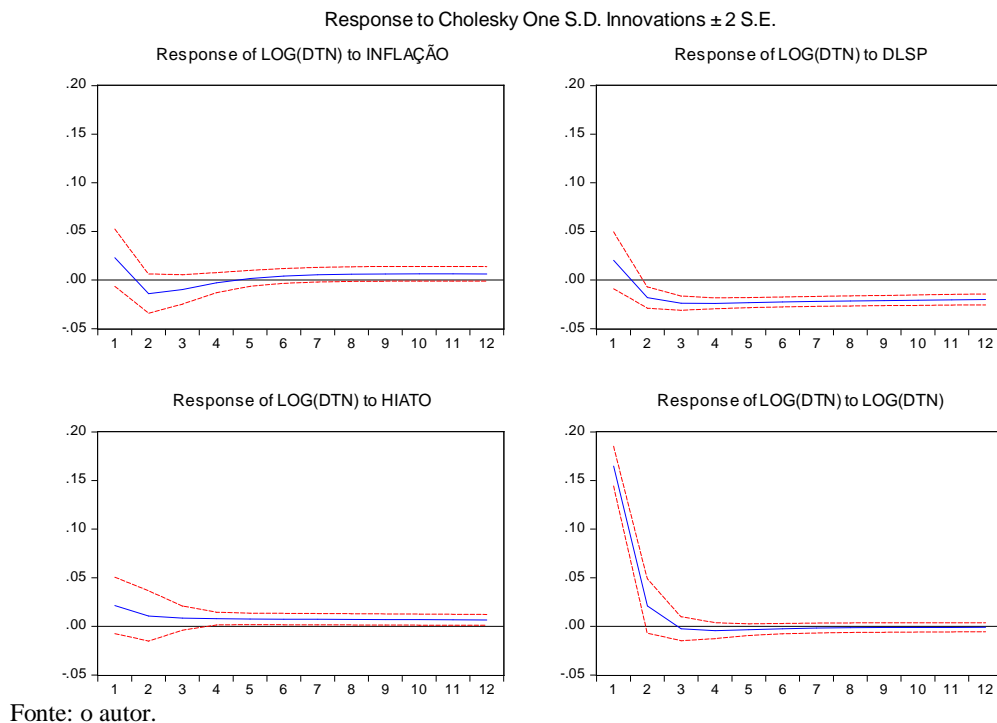 Response to Cholesky One S.D. Innovations ± 2 S.E.
Response of LOG(DTN) to INFLAÇÃO
.20
.15
.10
.05
.00
-.05
1 2 3 4 5 6 7 8 9 10 11 12
Response of LOG(DTN) to DLSP
.20
.15
.10
.05
.00
-.05
1 2 3 4 5 6 7 8 9 10 11 12
Response of LOG(DTN) to HIATO
.20
.15
.10
.05
.00
-.05
1 2 3 4 5 6 7 8 9 10 11 12
Response of LOG(DTN) to LOG(DTN)
.20
.15
.10
.05
.00
-.05
1 2 3 4 5 6 7 8 9 10 11 12
Fonte: o autor.